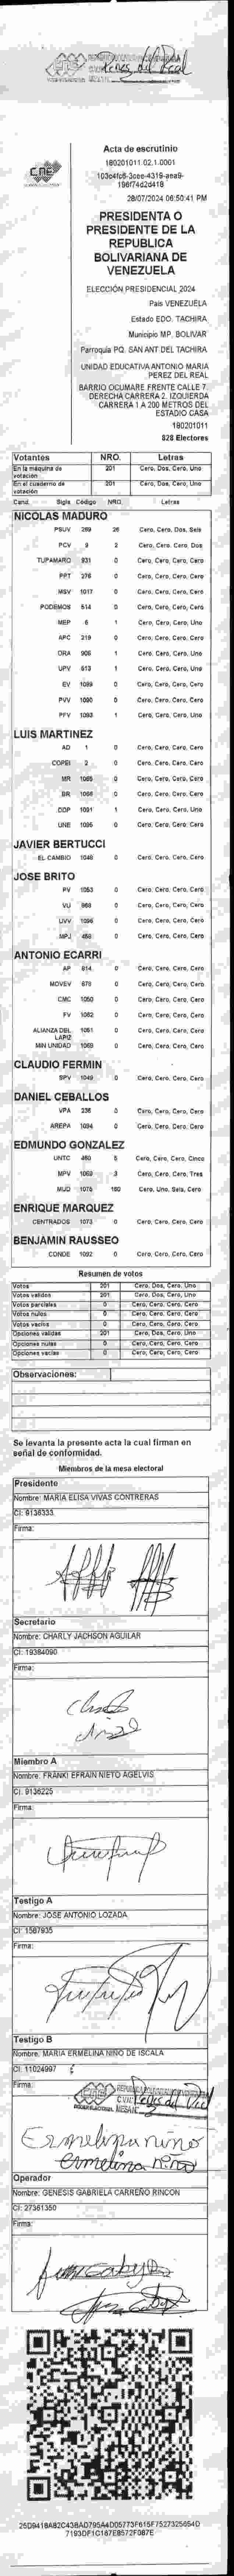 CNE
Acta de escrutinio
180201011.02.1.0001
28/07/2024 06:50:41 PM
PRESIDENTA O
PRESIDENTE DE LA
REPUBLICA
BOLIVARIANA DE
VENEZUELA
ELECCIÓN PRESIDENCIAL 2024
País VENEZUELA
Estado EDO. TACHIRA
Municipio MP. BOLIVAR
Parroquia PQ. SAN ANT DEL TACHIRA
UNIDAD EDUCATIVA ANTONIO MARIA
PEREZ DEL REAL
BARRIO OCUMARE FRENTE CALLE 7.
DERECHA CARRERA 2. IZQUIERDA
CARRERA 1 A 200 METROS DEL
ESTADIO CASA
180201011
828 Electores
Votantes NRO. Letras
En la máquina de votación 201 Cero, Dos, Cero, Uno
En el cuaderno de votación 201 Cero, Dos, Cero, Uno
Cand. Sigla Código NRO. Letras
NICOLAS MADURO
PSUV 289 26 Cero, Cero, Dos, Seis
PCV 9 2 Cero, Cero, Cero, Dos
TUPAMARO 931 0 Cero, Cero, Cero, Cero
PPT 276 0 Cero, Cero, Cero, Cero
MSV 1017 0 Cero, Cero, Cero, Cero
PODEMOS 514 0 Cero, Cero, Cero, Cero
MEP 6 1 Cero, Cero, Cero, Uno
APC 219 0 Cero, Cero, Cero, Cero
ORA 906 1 Cero, Cero, Cero, Uno
UPV 613 1 Cero, Cero, Cero, Uno
EV 1089 0 Cero, Cero, Cero, Cero
PVV 1090 0 Cero, Cero, Cero, Cero
PFV 1093 1 Cero, Cero, Cero, Uno
LUIS MARTINEZ
AD 1 0 Cero, Cero, Cero, Cero
COPEI 2 0 Cero, Cero, Cero, Cero
MR 1065 0 Cero, Cero, Cero, Cero
BR 1066 0 Cero, Cero, Cero, Cero
DDP 1091 1 Cero, Cero, Cero, Uno
UNE 1095 0 Cero, Cero, Cero, Cero
JAVIER BERTUCCI
EL CAMBIO 1048 0 Cero, Cero, Cero, Cero
JOSE BRITO
PV 1053 0 Cero, Cero, Cero, Cero
VU 968 0 Cero, Cero, Cero, Cero
UVV 1096 0 Cero, Cero, Cero, Cero
MPJ 458 0 Cero, Cero, Cero, Cero
ANTONIO ECARRI
AP 814 0 Cero, Cero, Cero, Cero
MOVEV 678 0 Cero, Cero, Cero, Cero
CMC 1050 0 Cero, Cero, Cero, Cero
FV 1062 0 Cero, Cero, Cero, Cero
ALIANZA DEL LAPIZ 1051 0 Cero, Cero, Cero, Cero
MIN UNIDAD 1069 0 Cero, Cero, Cero, Cero
CLAUDIO FERMIN
SPV 1049 0 Cero, Cero, Cero, Cero
DANIEL CEBALLOS
VPA 236 0 Cero, Cero, Cero, Cero
AREPA 1094 0 Cero, Cero, Cero, Cero
EDMUNDO GONZALEZ
UNTC 460 5 Cero, Cero, Cero, Cinco
MPV 1069 3 Cero, Cero, Cero, Tres
MUD 1075 160 Cero, Uno, Seis, Cero
ENRIQUE MARQUEZ
CENTRADOS 1073 0 Cero, Cero, Cero, Cero
BENJAMIN RAUSSEO
CONDE 1092 0 Cero, Cero, Cero, Cero
Resumen de votos
Votos 201 Cero, Dos, Cero, Uno
Votos validos 201 Cero, Dos, Cero, Uno
Votos parciales 0 Cero, Cero, Cero, Cero
Votos nulos 0 Cero, Cero, Cero, Cero
Votos vacios 0 Cero, Cero, Cero, Cero
Opciones validas 201 Cero, Dos, Cero, Uno
Opciones nulas 0 Cero, Cero, Cero, Cero
Opciones vacias 0 Cero, Cero, Cero, Cero
Observaciones:
Se levanta la presente acta la cual firman en
señal de conformidad.
Miembros de la mesa electoral
Presidente
Nombre: MARIA ELISA VIVAS CONTRERAS
CI: 9136333
Firma:
Secretario
Nombre: CHARLY JACHSON AGUILAR
CI: 19384090
Firma:
Miembro A
Nombre: FRANKI EFRAIN NIETO AGELVIS
CI: 9136225
Firma:
Testigo A
Nombre: JOSE ANTONIO LOZADA
CI: 1587935
Firma:
Testigo B
Nombre: MARIA ERMELINA NIÑO DE ISCALA
CI: 11024997
Firma:
Ermelina niño
Ermelina Niño
Operador
Nombre: GENESIS GABRIELA CARREÑO RINCON
CI: 27361350
Firma: